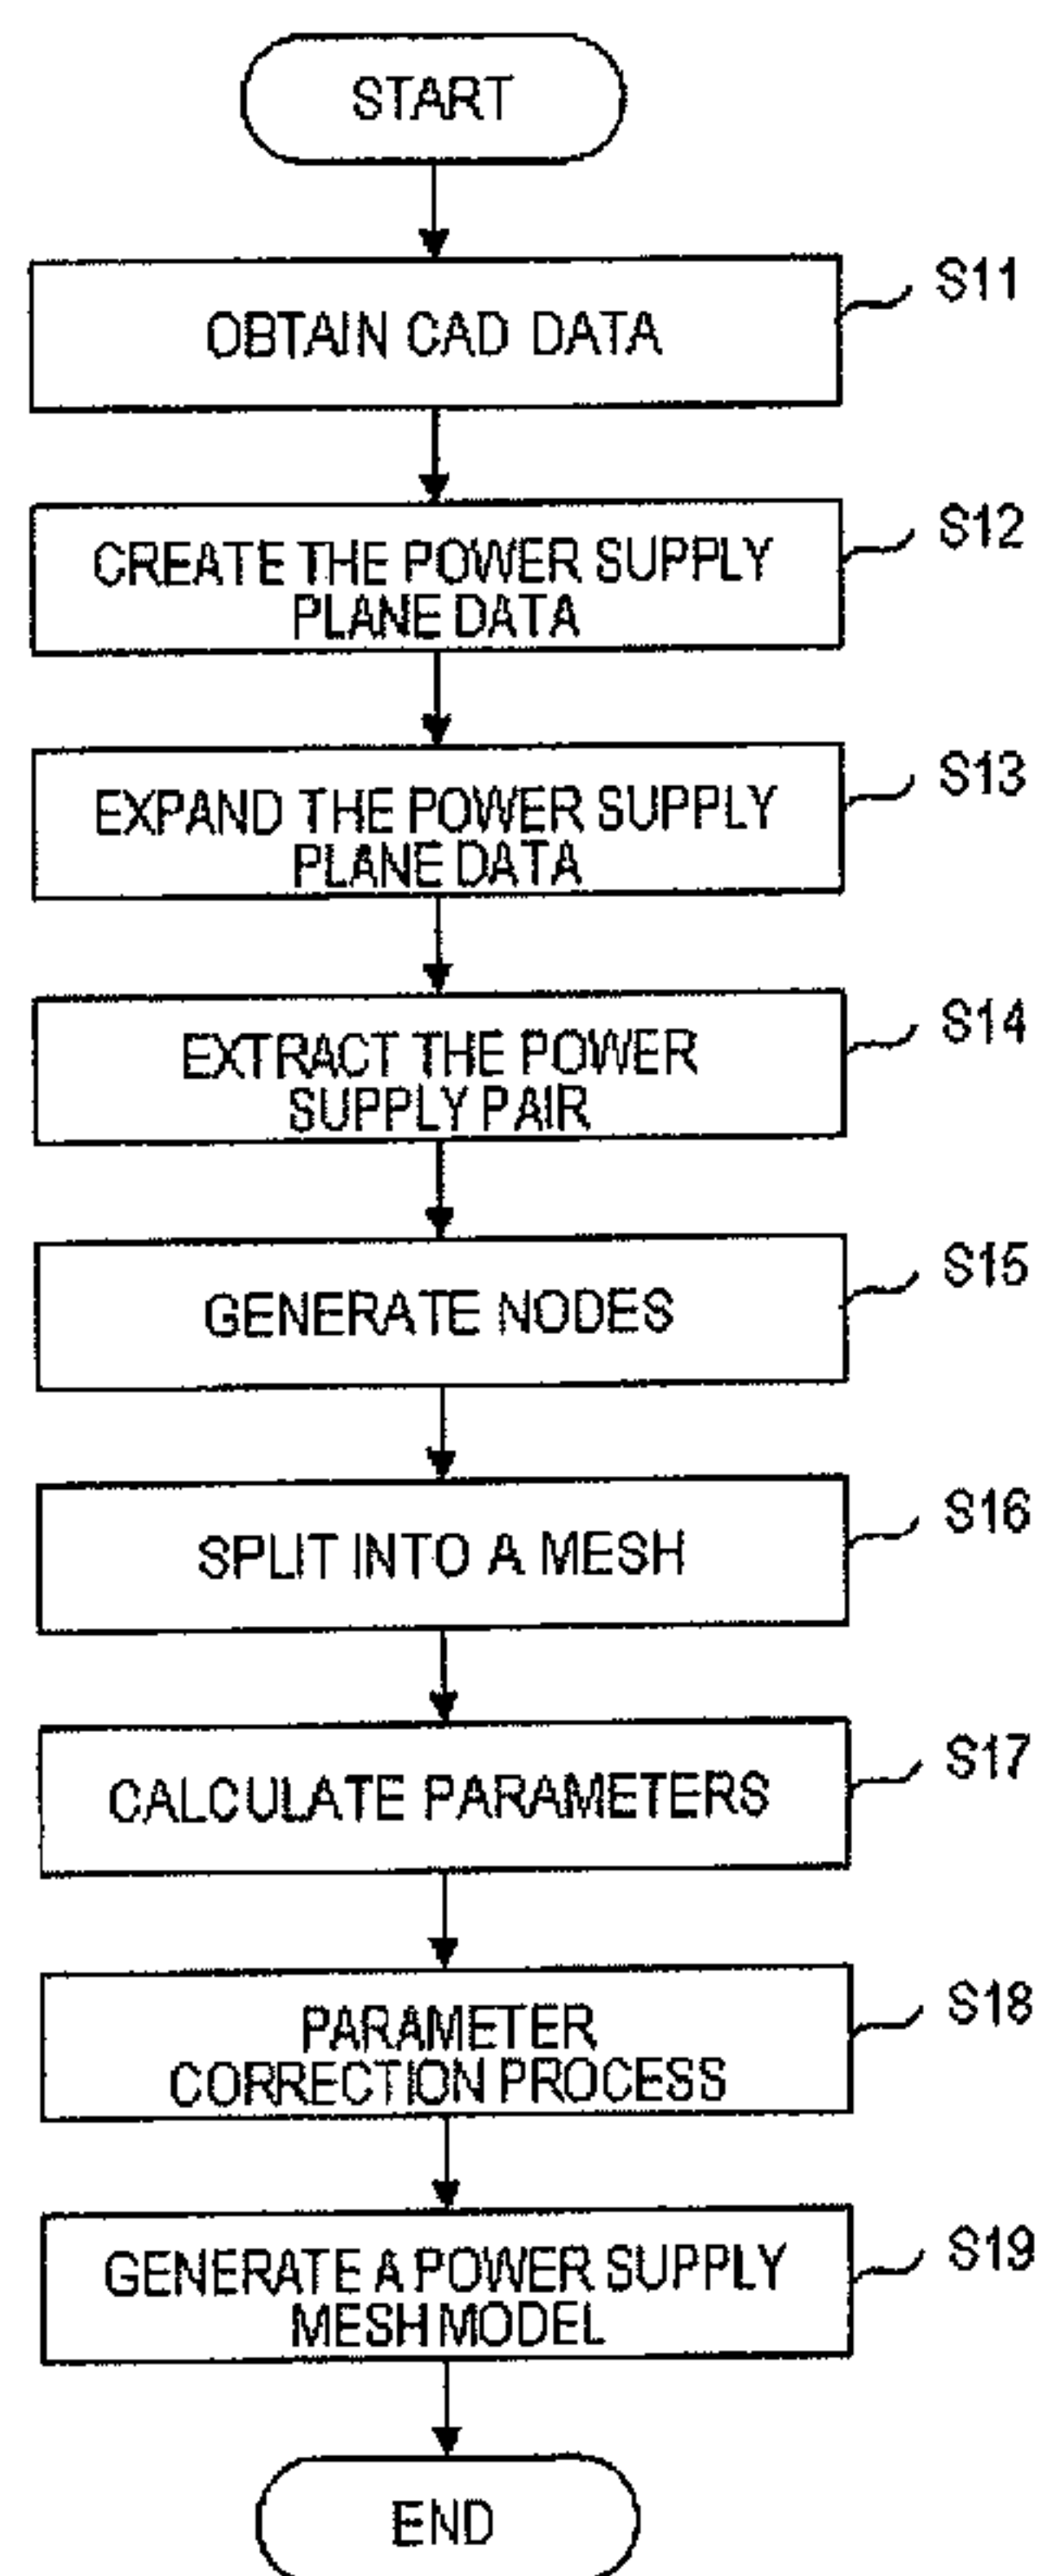 START
OBTAIN CAD DATA
S11
CREATE THE POWER SUPPLY
PLANE DATA
S12
EXPAND THE POWER SUPPLY
PLANE DATA
S13
EXTRACT THE POWER
SUPPLY PAIR
S14
GENERATE NODES
S15
SPLIT INTO A MESH
S16
CALCULATE PARAMETERS
S17
PARAMETER
CORRECTION PROCESS
S18
GENERATE A POWER SUPPLY
MESH MODEL
S19
END